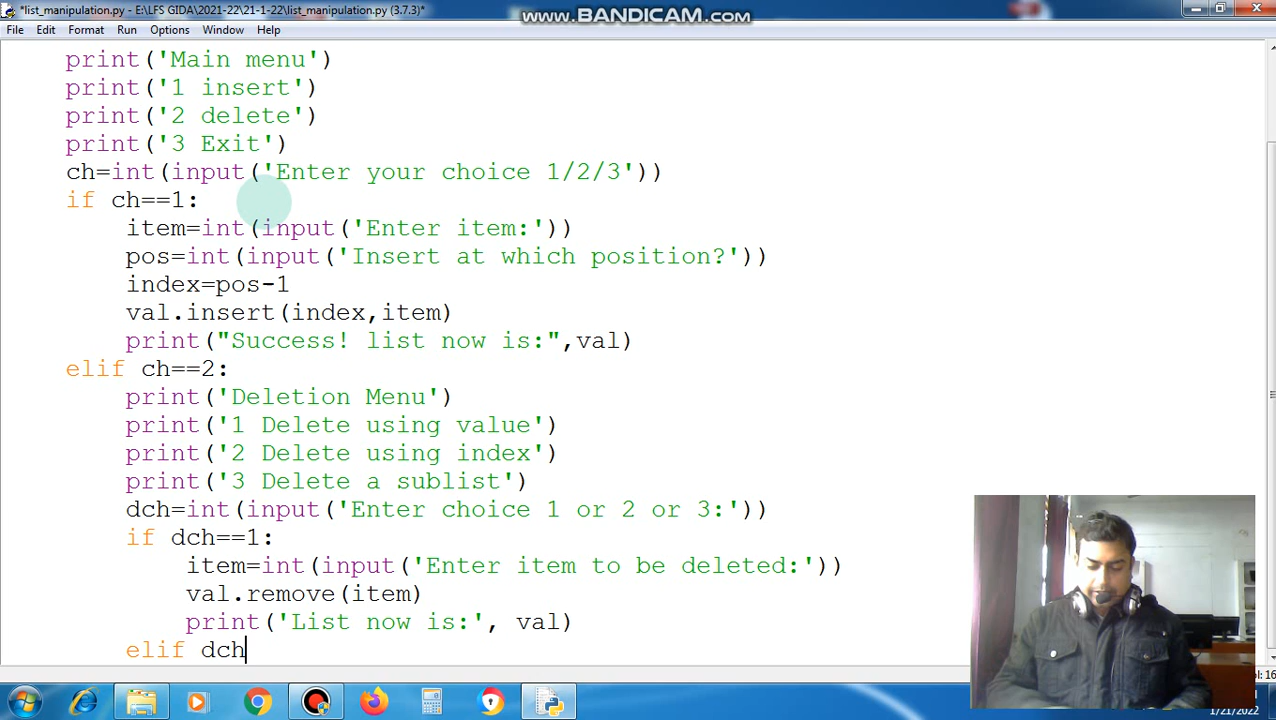 *list_manipulation.py - E:\LFS GIDA\2021-22\21-1-22\list_manipulation.py (3.7.3)*
www.BANDICAM.com
File Edit Format Run Options Window Help
print('Main menu')
print('1 insert')
print('2 delete')
print('3 Exit')
ch=int(input('Enter your choice 1/2/3'))
if ch==1:
item=int(input('Enter item:'))
pos=int(input('Insert at which position?'))
index=pos-1
val.insert(index,item)
print("Success! list now is:",val)
elif ch==2:
print('Deletion Menu')
print('1 Delete using value')
print('2 Delete using index')
print('3 Delete a sublist')
dch=int(input('Enter choice 1 or 2 or 3:'))
if dch==1:
item=int(input('Enter item to be deleted:'))
val.remove(item)
print('List now is:', val)
elif dch
1/21/2022